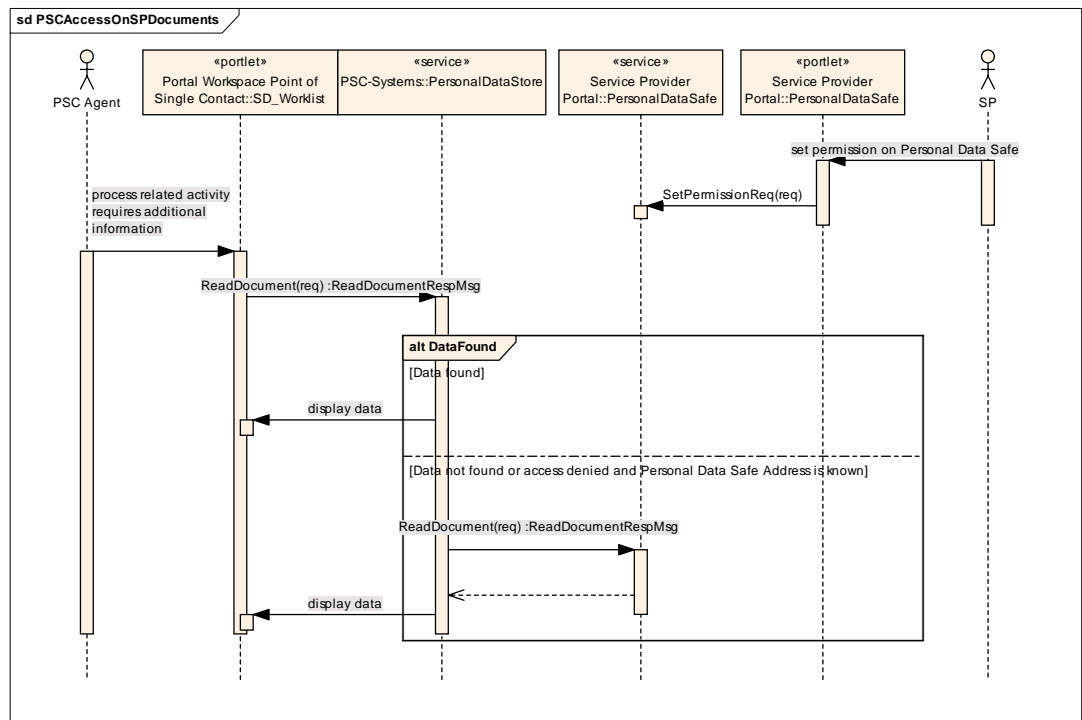 sd PSCAccessOnSPDocuments
PSC Agent
«portlet»
Portal Workspace Point of
Single Contact::SD_Worklist
«service»
PSC-Systems::PersonalDataStore
«service»
Service Provider
Portal::PersonalDataSafe
«portlet»
Service Provider
Portal::PersonalDataSafe
SP
set permission on Personal Data Safe
SetPermissionReq(req)
process related activity
requires additional
information
ReadDocument(req) :ReadDocumentRespMsg
alt DataFound
[Data found]
display data
[Data not found or access denied and Personal Data Safe Address is known]
ReadDocument(req) :ReadDocumentRespMsg
display data